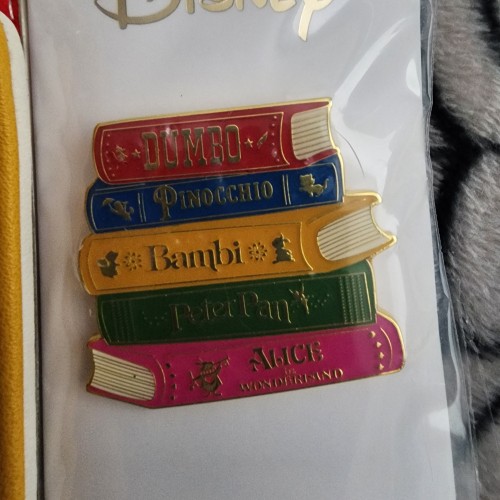 Disney
DUMBO
PINOCCHIO
Bambi
Peter Pan
ALICE
IN
WONDERLAND